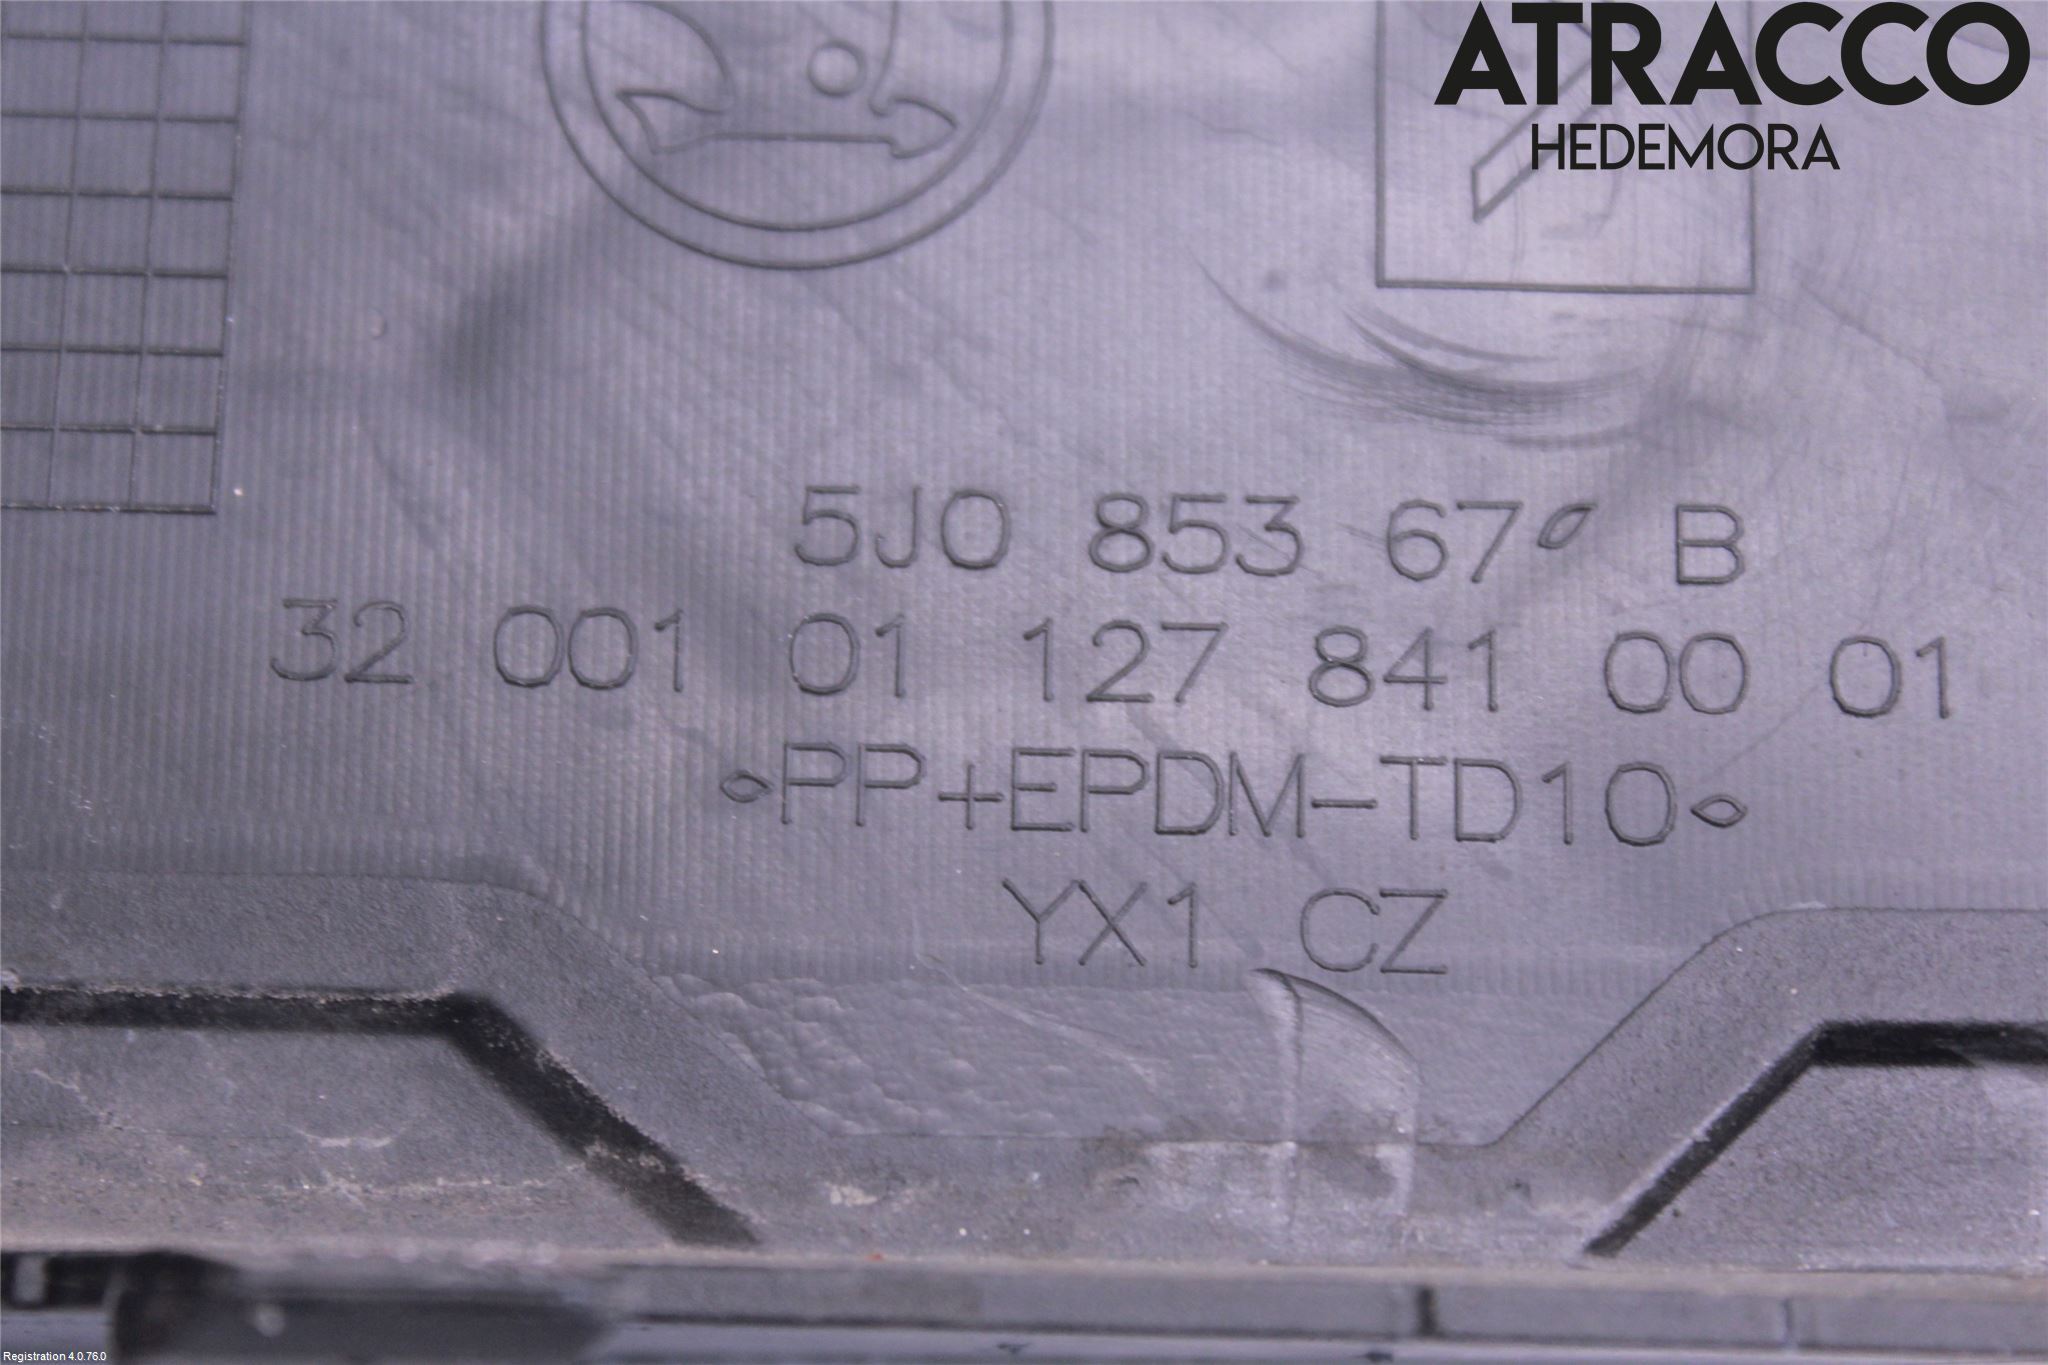 ATRACCO
HEDEMORA
5J0 853 67 B
32 001 01 127 841 00 01
PP+EPDM-TD10
YX1 CZ
Registration 4.0.76.0